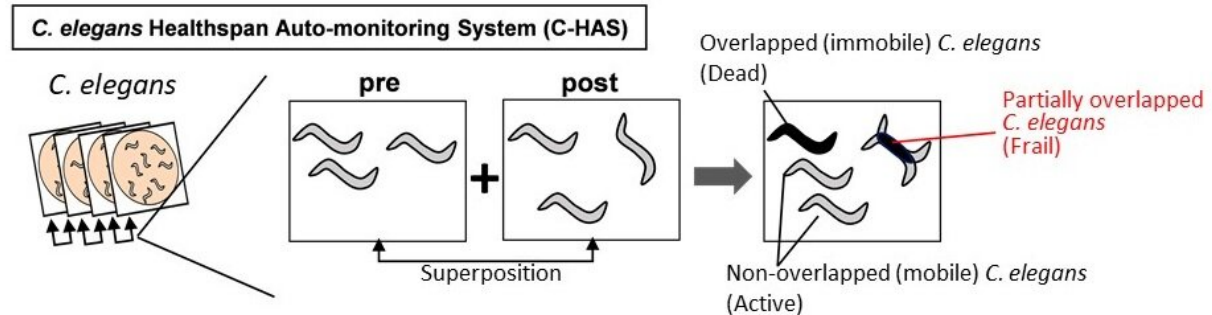 C. elegans Healthspan Auto-monitoring System (C-HAS)
C. elegans
pre
post
+
Superposition
Overlapped (immobile) C. elegans
(Dead)
Partially overlapped
C. elegans
(Frail)
Non-overlapped (mobile) C. elegans
(Active)